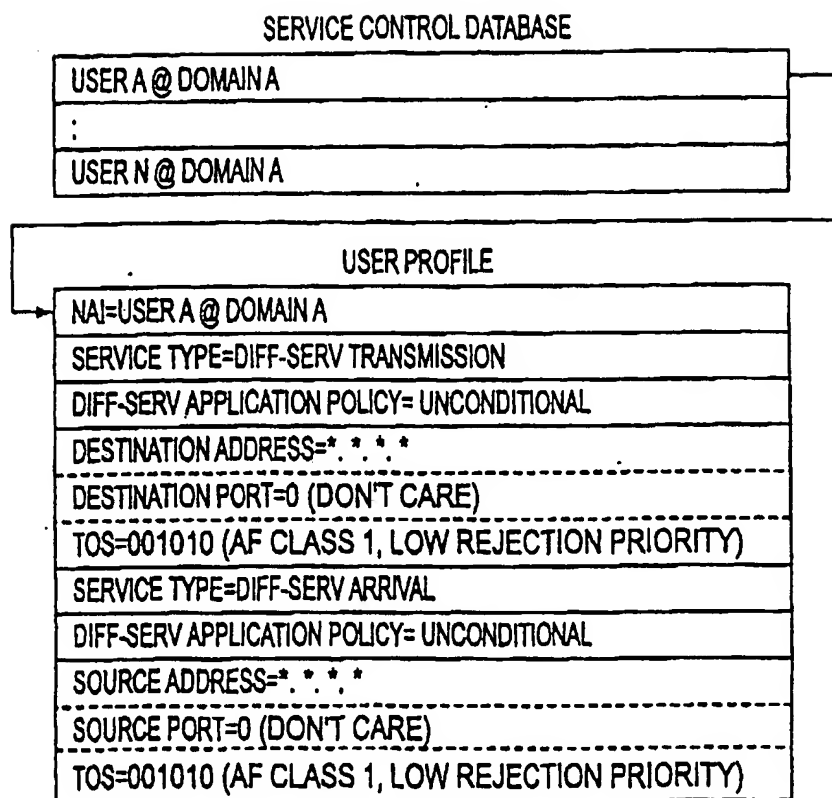 SERVICE CONTROL DATABASE
USER A @ DOMAIN A
:
USER N @ DOMAIN A
USER PROFILE
NAI=USER A @ DOMAIN A
SERVICE TYPE=DIFF-SERV TRANSMISSION
DIFF-SERV APPLICATION POLICY= UNCONDITIONAL
DESTINATION ADDRESS=*. *. *. *
DESTINATION PORT=0 (DON'T CARE)
TOS=001010 (AF CLASS 1, LOW REJECTION PRIORITY)
SERVICE TYPE=DIFF-SERV ARRIVAL
DIFF-SERV APPLICATION POLICY= UNCONDITIONAL
SOURCE ADDRESS=*. *. *. *
SOURCE PORT=0 (DON'T CARE)
TOS=001010 (AF CLASS 1, LOW REJECTION PRIORITY)